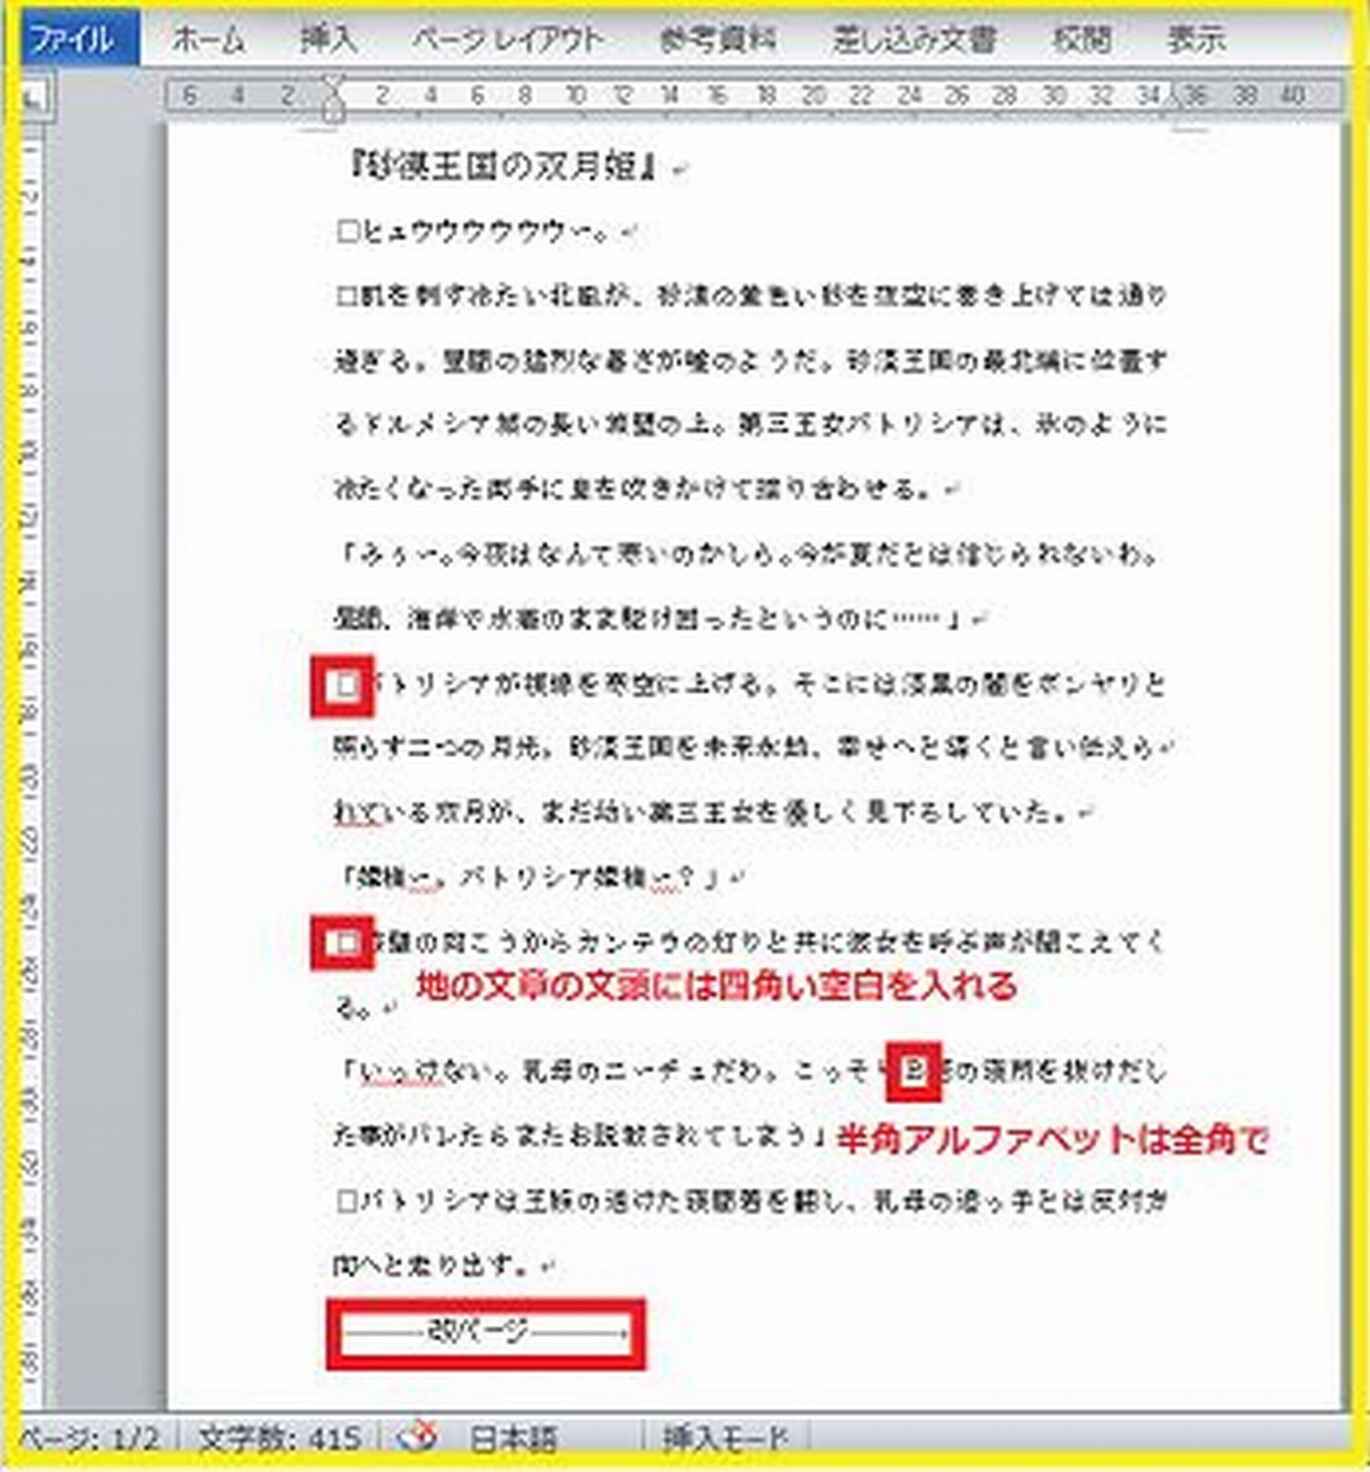 ファイル ホーム 挿入 ページ レイアウト 参考資料 差し込み文書 校閲 表示
6 4 2 2 4 6 8 10 12 14 16 18 20 22 24 26 28 30 32 34 36 38 40
『砂漠王国の双月姫』
□ヒュウウウウウウー。
□肌を刺す冷たい北風が、砂漠の黄色い砂を夜空に巻き上げては通り
過ぎる。昼間の猛烈な暑さが嘘のようだ。砂漠王国の最北端に位置す
るドルメシア城の長い城壁の上。第三王女パトリシアは、氷のように
冷たくなった両手に息を吹きかけて擦り合わせる。
「みぅー。今夜はなんて寒いのかしら。今が夏だとは信じられないわ。
昼間、海岸で水着のまま駆け回ったというのに……」
□パトリシアが視線を寒空に上げる。そこには漆黒の闇をボンヤリと
照らす二つの月光。砂漠王国を未来永劫、幸せへと導くと言い伝えら
れている双月が、まだ幼い第三王女を優しく見下ろしていた。
「姫様ー。パトリシア姫様ー？」
□城壁の向こうからカンテラの灯りと共に彼女を呼ぶ声が聞こえてく
る。
地の文章の文頭には四角い空白を入れる
「いっけない。乳母のニーチェだわ。こっそり B の寝所を抜けだし
た事がバレたらまたお説教されてしまう」
半角アルファベットは全角で
□パトリシアは王族の透けた寝間着を翻し、乳母の追っ手とは反対方
向へと走り出す。
改ページ
ページ: 1/2 文字数: 415 日本語 挿入モード